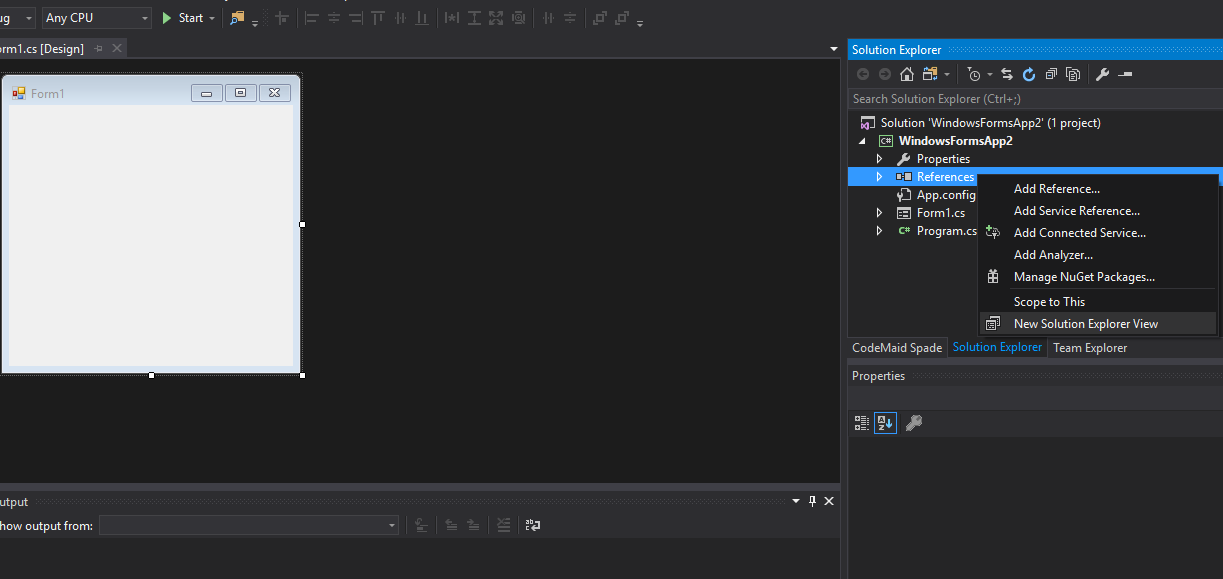 ug Any CPU Start
orm1.cs [Design]
Form1
Solution Explorer
Search Solution Explorer (Ctrl+;)
Solution 'WindowsFormsApp2' (1 project)
C# WindowsFormsApp2
Properties
References
App.config
Form1.cs
C# Program.cs
Add Reference...
Add Service Reference...
Add Connected Service...
Add Analyzer...
Manage NuGet Packages...
Scope to This
New Solution Explorer View
CodeMaid Spade Solution Explorer Team Explorer
Properties
utput
how output from: